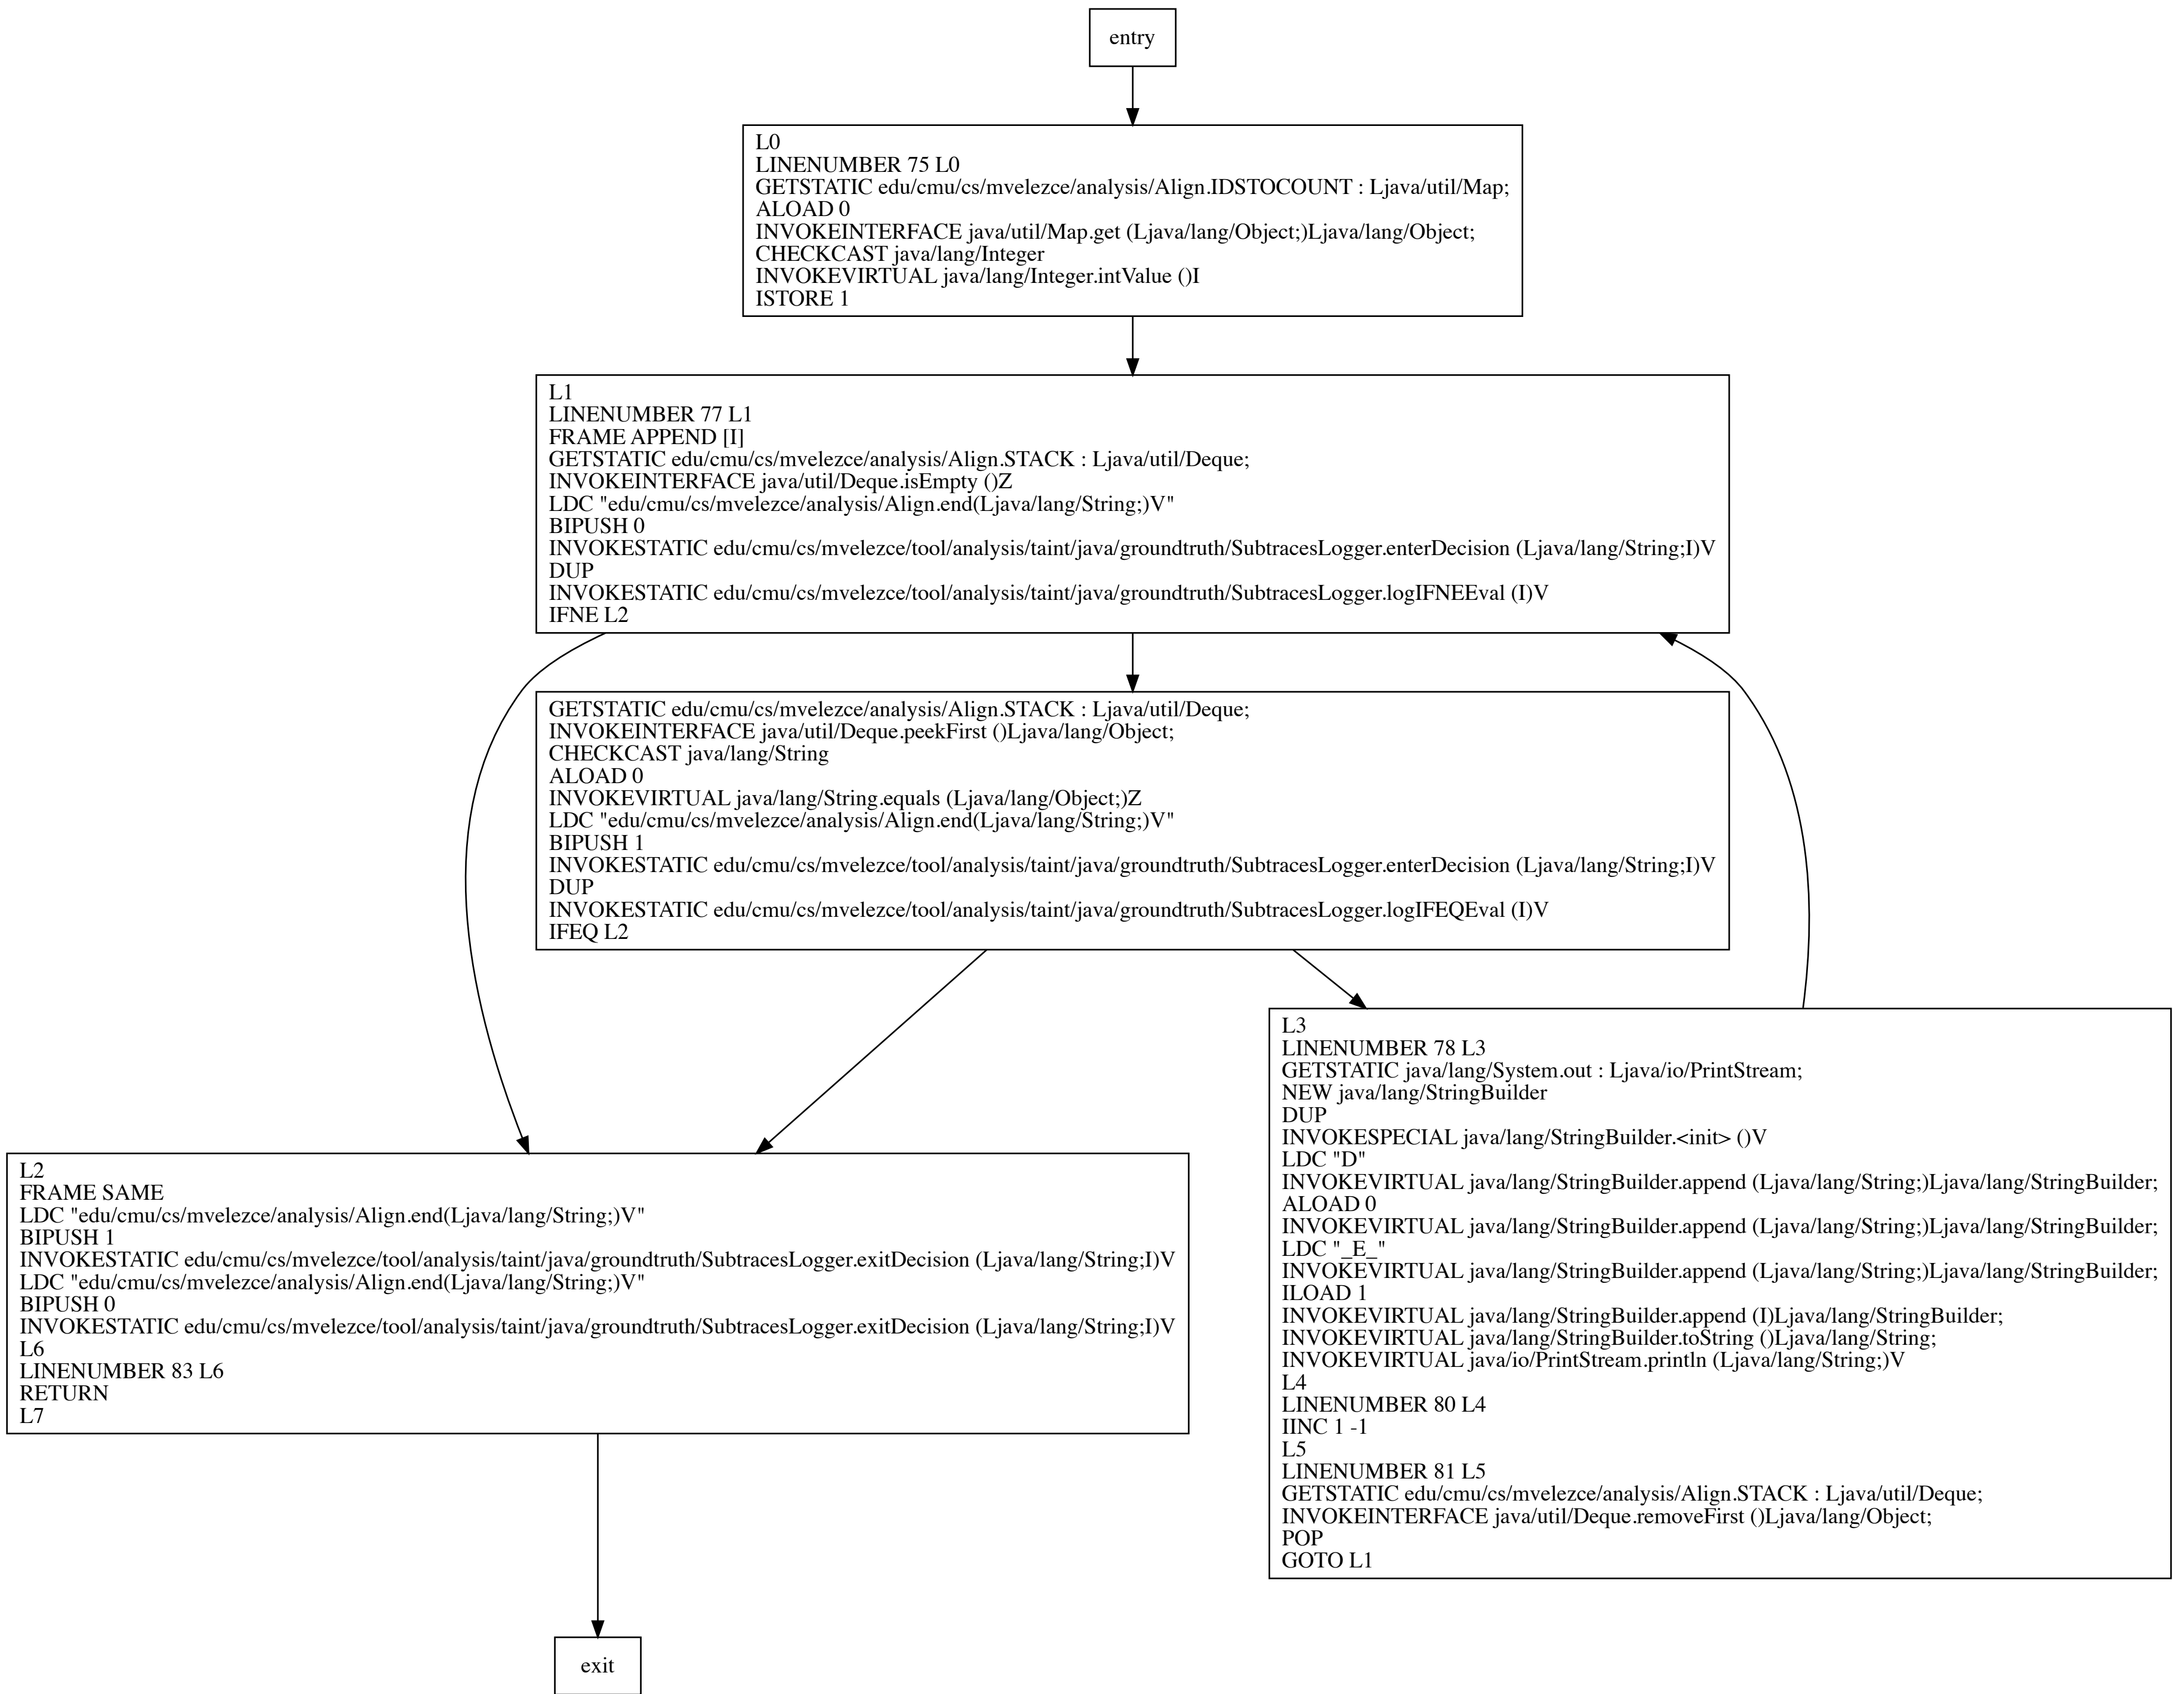 entry
L0
LINENUMBER 75 L0
GETSTATIC edu/cmu/cs/mvelezce/analysis/Align.IDSTOCOUNT : Ljava/util/Map;
ALOAD 0
INVOKEINTERFACE java/util/Map.get (Ljava/lang/Object;)Ljava/lang/Object;
CHECKCAST java/lang/Integer
INVOKEVIRTUAL java/lang/Integer.intValue ()I
ISTORE 1
L1
LINENUMBER 77 L1
FRAME APPEND [I]
GETSTATIC edu/cmu/cs/mvelezce/analysis/Align.STACK : Ljava/util/Deque;
INVOKEINTERFACE java/util/Deque.isEmpty ()Z
LDC "edu/cmu/cs/mvelezce/analysis/Align.end(Ljava/lang/String;)V"
BIPUSH 0
INVOKESTATIC edu/cmu/cs/mvelezce/tool/analysis/taint/java/groundtruth/SubtracesLogger.enterDecision (Ljava/lang/String;I)V
DUP
INVOKESTATIC edu/cmu/cs/mvelezce/tool/analysis/taint/java/groundtruth/SubtracesLogger.logIFNEEval (I)V
IFNE L2
GETSTATIC edu/cmu/cs/mvelezce/analysis/Align.STACK : Ljava/util/Deque;
INVOKEINTERFACE java/util/Deque.peekFirst ()Ljava/lang/Object;
CHECKCAST java/lang/String
ALOAD 0
INVOKEVIRTUAL java/lang/String.equals (Ljava/lang/Object;)Z
LDC "edu/cmu/cs/mvelezce/analysis/Align.end(Ljava/lang/String;)V"
BIPUSH 1
INVOKESTATIC edu/cmu/cs/mvelezce/tool/analysis/taint/java/groundtruth/SubtracesLogger.enterDecision (Ljava/lang/String;I)V
DUP
INVOKESTATIC edu/cmu/cs/mvelezce/tool/analysis/taint/java/groundtruth/SubtracesLogger.logIFEQEval (I)V
IFEQ L2
L3
LINENUMBER 78 L3
GETSTATIC java/lang/System.out : Ljava/io/PrintStream;
NEW java/lang/StringBuilder
DUP
INVOKESPECIAL java/lang/StringBuilder.<init> ()V
LDC "D"
INVOKEVIRTUAL java/lang/StringBuilder.append (Ljava/lang/String;)Ljava/lang/StringBuilder;
ALOAD 0
INVOKEVIRTUAL java/lang/StringBuilder.append (Ljava/lang/String;)Ljava/lang/StringBuilder;
LDC "_E_"
INVOKEVIRTUAL java/lang/StringBuilder.append (Ljava/lang/String;)Ljava/lang/StringBuilder;
ILOAD 1
INVOKEVIRTUAL java/lang/StringBuilder.append (I)Ljava/lang/StringBuilder;
INVOKEVIRTUAL java/lang/StringBuilder.toString ()Ljava/lang/String;
INVOKEVIRTUAL java/io/PrintStream.println (Ljava/lang/String;)V
L4
LINENUMBER 80 L4
IINC 1 -1
L5
LINENUMBER 81 L5
GETSTATIC edu/cmu/cs/mvelezce/analysis/Align.STACK : Ljava/util/Deque;
INVOKEINTERFACE java/util/Deque.removeFirst ()Ljava/lang/Object;
POP
GOTO L1
L2
FRAME SAME
LDC "edu/cmu/cs/mvelezce/analysis/Align.end(Ljava/lang/String;)V"
BIPUSH 1
INVOKESTATIC edu/cmu/cs/mvelezce/tool/analysis/taint/java/groundtruth/SubtracesLogger.exitDecision (Ljava/lang/String;I)V
LDC "edu/cmu/cs/mvelezce/analysis/Align.end(Ljava/lang/String;)V"
BIPUSH 0
INVOKESTATIC edu/cmu/cs/mvelezce/tool/analysis/taint/java/groundtruth/SubtracesLogger.exitDecision (Ljava/lang/String;I)V
L6
LINENUMBER 83 L6
RETURN
L7
exit